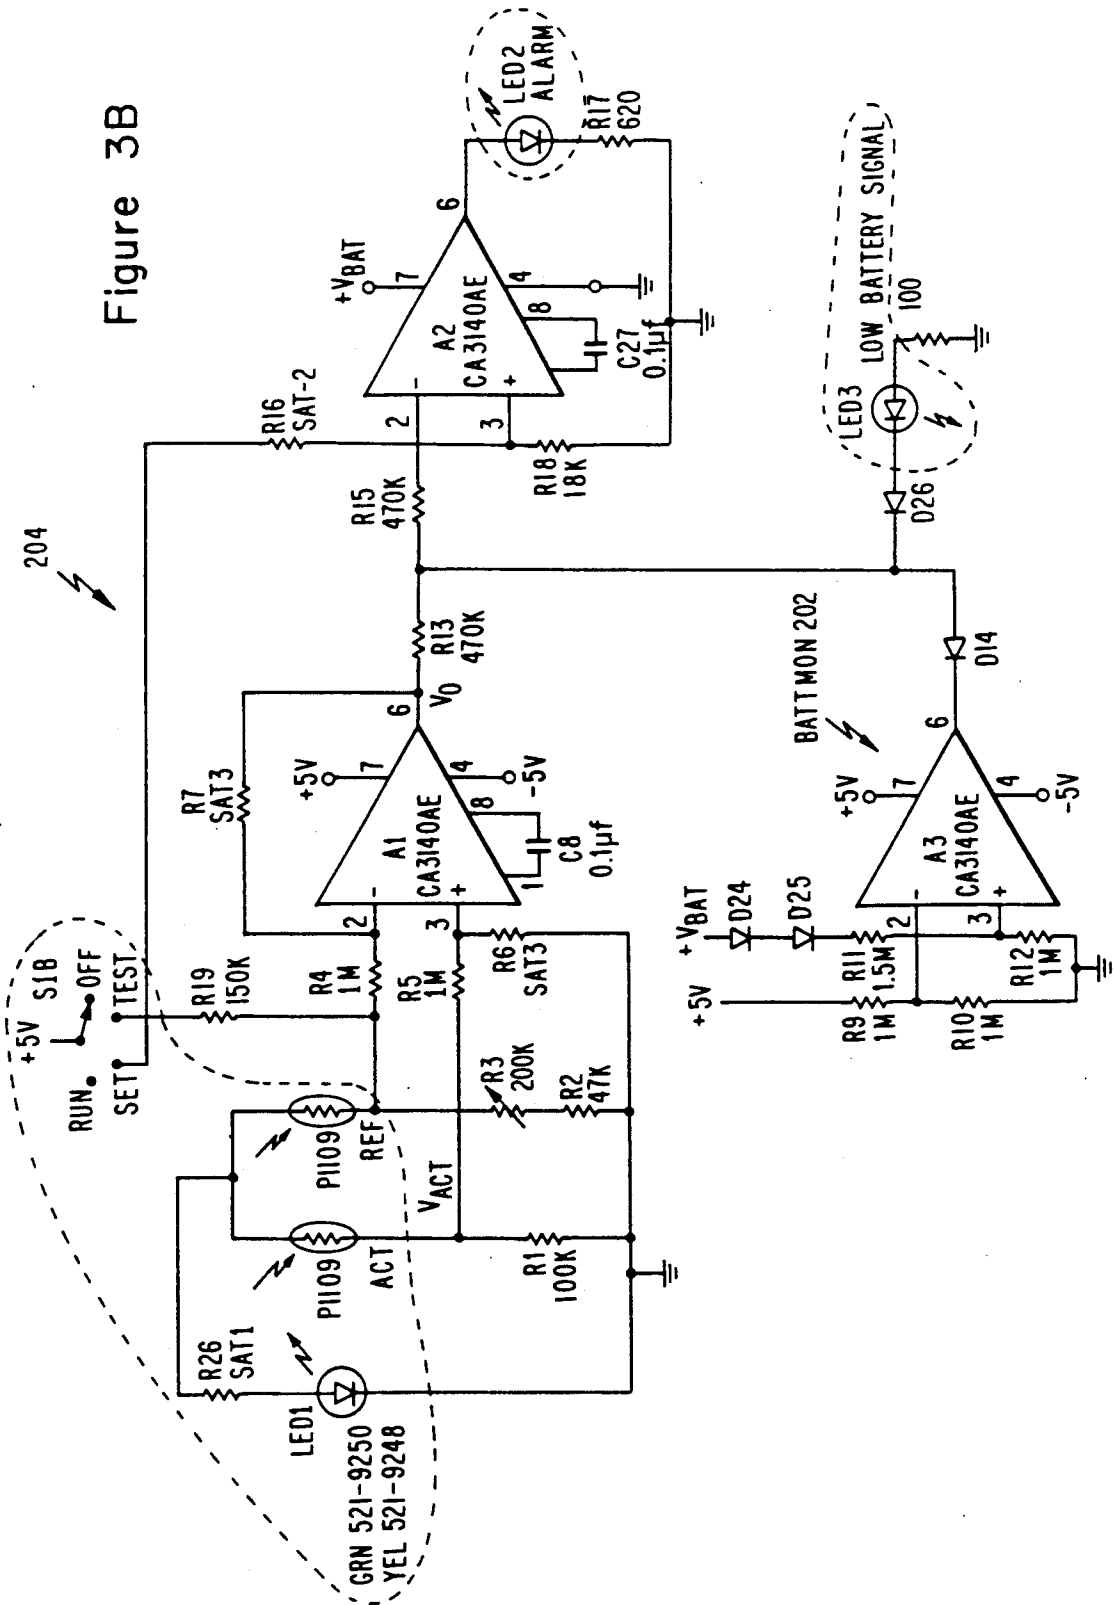 Figure 3B
204
+5V
S1B
RUN
OFF
SET
TEST
R19
150K
R16
SAT-2
R26
SAT1
LED1
GRN 521-9250
YEL 521-9248
P1109
ACT
P1109
REF
VACT
R1
100K
R3
200K
R2
47K
R4
1M
R5
1M
R6
SAT3
R7
SAT3
2
3
-
+
A1
CA3140AE
+5V
7
6
4
-5V
8
1
C8
0.1µf
VO
R13
470K
R15
470K
2
3
-
+
A2
CA3140AE
+VBAT
7
6
4
8
C27
0.1µf
R18
18K
LED2
ALARM
R17
620
BATTMON 202
+5V
R9
1M
R10
1M
+VBAT
D24
D25
R11
1.5M
R12
1M
2
3
-
+
A3
CA3140AE
+5V
7
6
4
-5V
D14
D26
LED3
LOW BATTERY SIGNAL
100